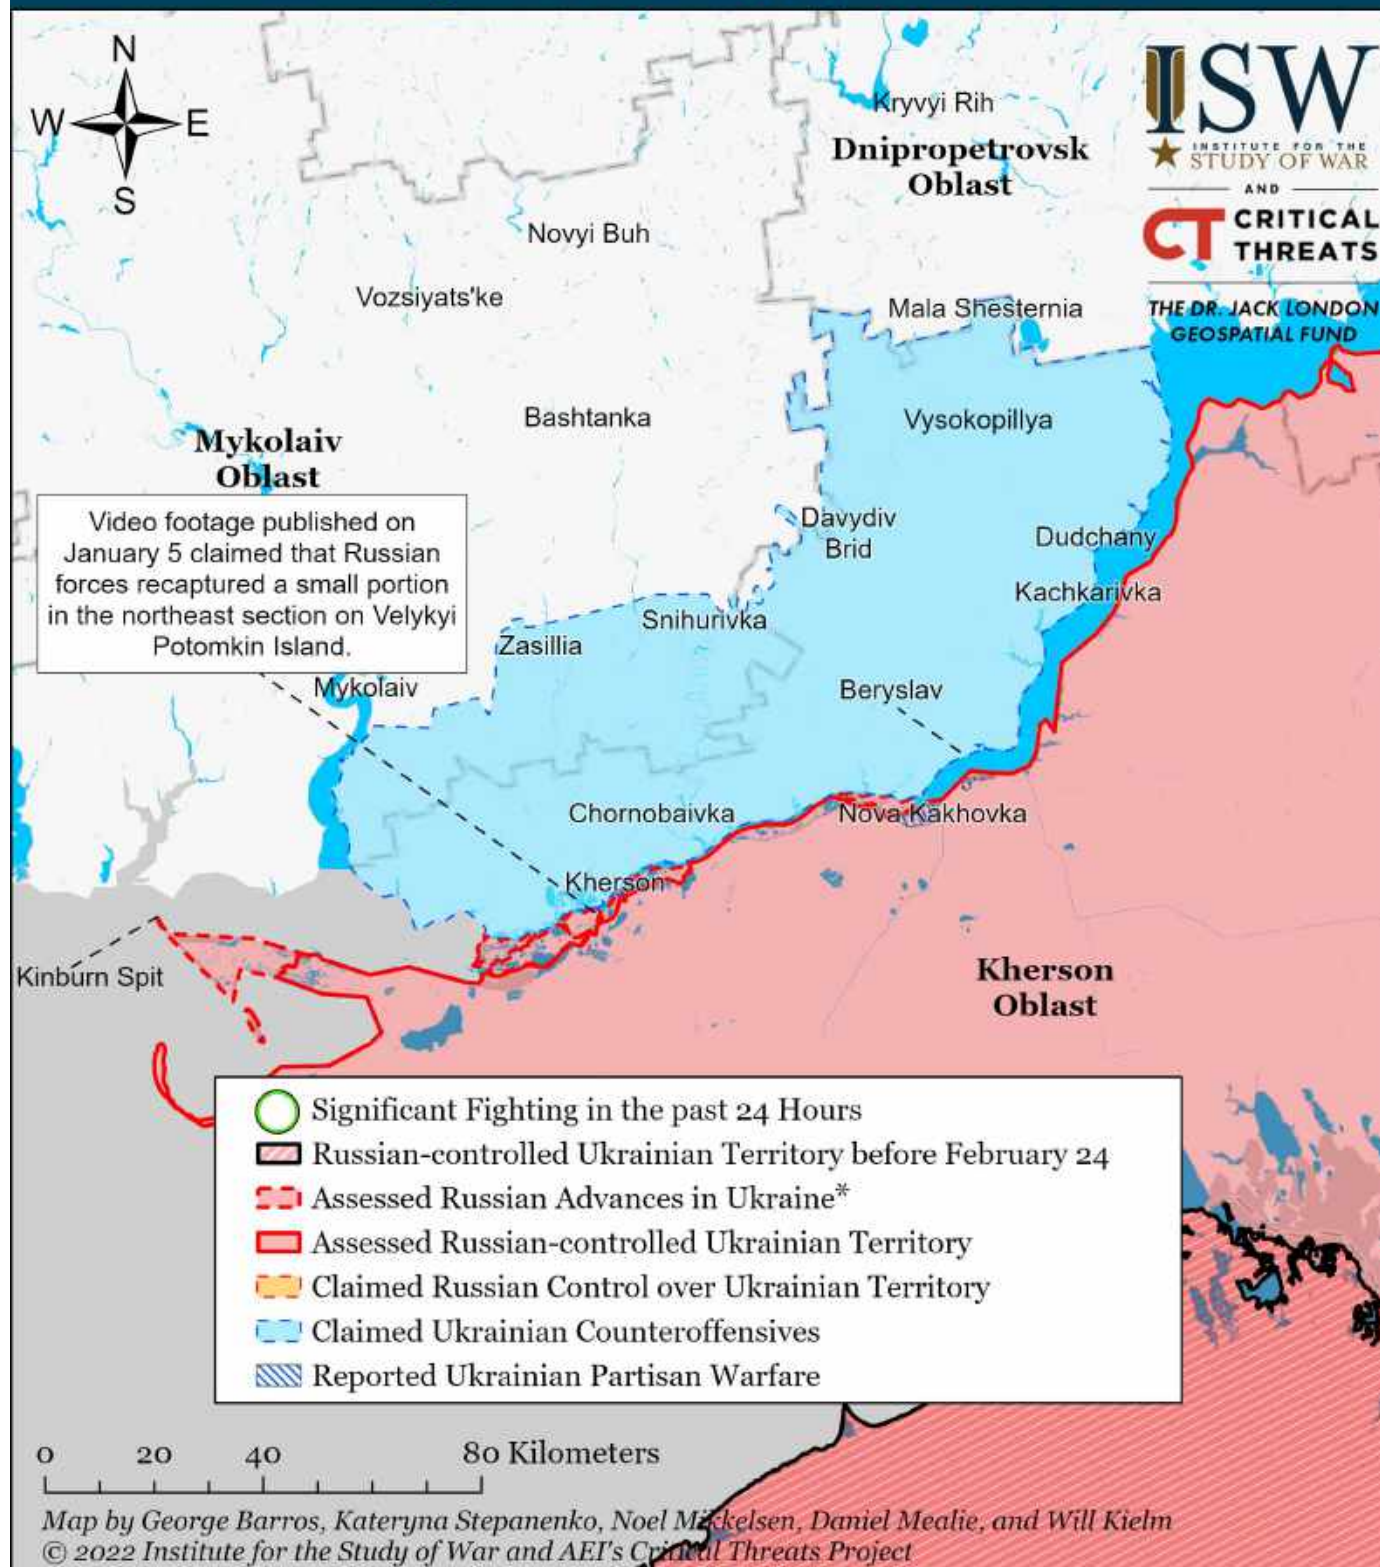 N
W E
S
ISW
INSTITUTE FOR THE
STUDY OF WAR
AND
CT CRITICAL
THREATS
THE DR. JACK LONDON
GEOSPATIAL FUND
Kryvyi Rih
Dnipropetrovsk
Oblast
Novyi Buh
Vozsiyats'ke
Mala Shesternia
Bashtanka
Vysokopillya
Mykolaiv
Oblast
Video footage published on
January 5 claimed that Russian
forces recaptured a small portion
in the northeast section on Velykyi
Potomkin Island.
Davydiv
Brid
Dudchany
Kachkarivka
Snihurivka
Zasillia
Mykolaiv
Beryslav
Chornobaivka
Nova Kakhovka
Kherson
Kinburn Spit
Kherson
Oblast
Significant Fighting in the past 24 Hours
Russian-controlled Ukrainian Territory before February 24
Assessed Russian Advances in Ukraine*
Assessed Russian-controlled Ukrainian Territory
Claimed Russian Control over Ukrainian Territory
Claimed Ukrainian Counteroffensives
Reported Ukrainian Partisan Warfare
0 20 40 80 Kilometers
Map by George Barros, Kateryna Stepanenko, Noel Mikkelsen, Daniel Mealie, and Will Kielm
© 2022 Institute for the Study of War and AEI's Critical Threats Project